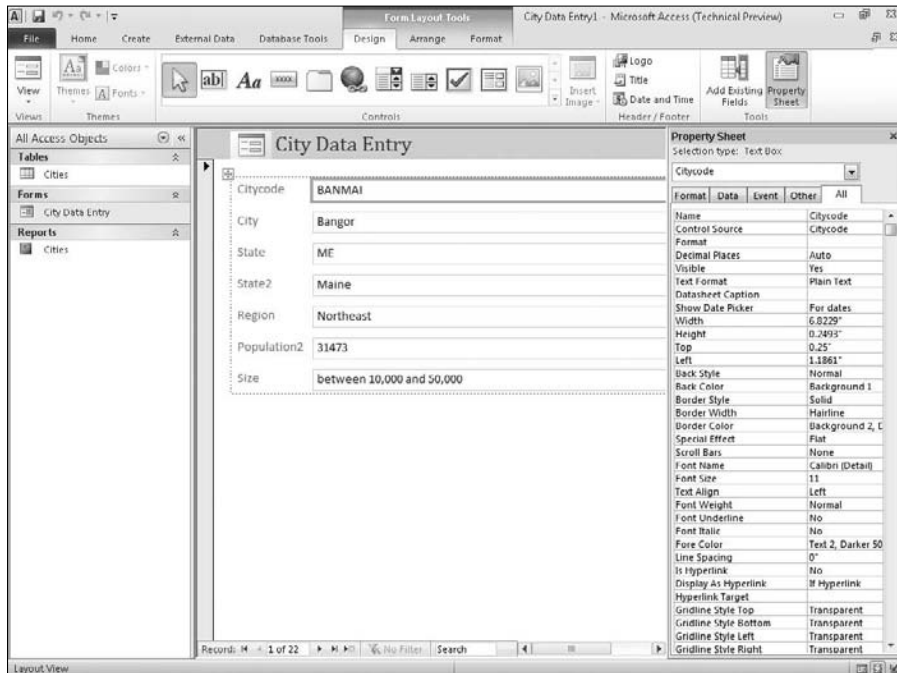 Form Layout Tools
City Data Entry1 - Microsoft Access (Technical Preview)
File Home Create External Data Database Tools Design Arrange Format
View
Views
Aa
Themes
Colors
A Fonts
Themes
ab| Aa xxxx
Controls
Insert Image
Logo
Title
Date and Time
Header / Footer
Add Existing Fields
Property Sheet
Tools
All Access Objects
Tables
Cities
Forms
City Data Entry
Reports
Cities
City Data Entry
Citycode BANMAI
City Bangor
State ME
State2 Maine
Region Northeast
Population2 31473
Size between 10,000 and 50,000
Property Sheet
Selection type: Text Box
Citycode
Format Data Event Other All
Name Citycode
Control Source Citycode
Format
Decimal Places Auto
Visible Yes
Text Format Plain Text
Datasheet Caption
Show Date Picker For dates
Width 6.8229"
Height 0.2493"
Top 0.25"
Left 1.1861"
Back Style Normal
Back Color Background 1
Border Style Solid
Border Width Hairline
Border Color Background 2, D
Special Effect Flat
Scroll Bars None
Font Name Calibri (Detail)
Font Size 11
Text Align Left
Font Weight Normal
Font Underline No
Font Italic No
Fore Color Text 2, Darker 50
Line Spacing 0"
Is Hyperlink No
Display As Hyperlink If Hyperlink
Hyperlink Target
Gridline Style Top Transparent
Gridline Style Bottom Transparent
Gridline Style Left Transparent
Gridline Style Right Transparent
Record: 1 of 22 No Filter Search
Layout View